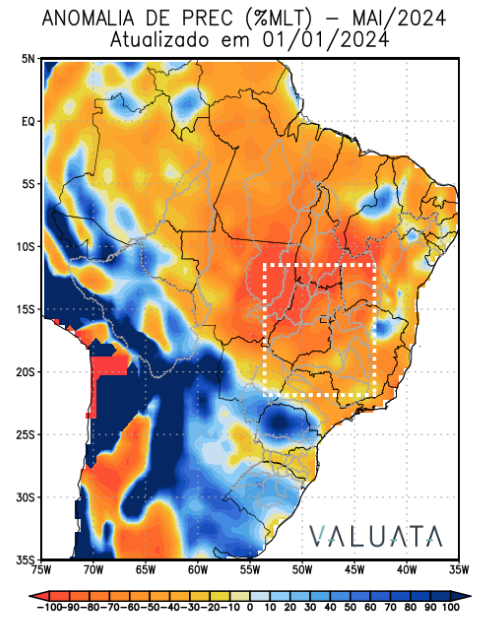 ANOMALIA DE PREC (%MLT) – MAI/2024
Atualizado em 01/01/2024
5N
EQ
5S
10S
15S
20S
25S
30S
35S
VALUATA
75W 70W 65W 60W 55W 50W 45W 40W 35W
-100-90-80-70-60-50-40-30-20-10 0 10 20 30 40 50 60 70 80 90 100